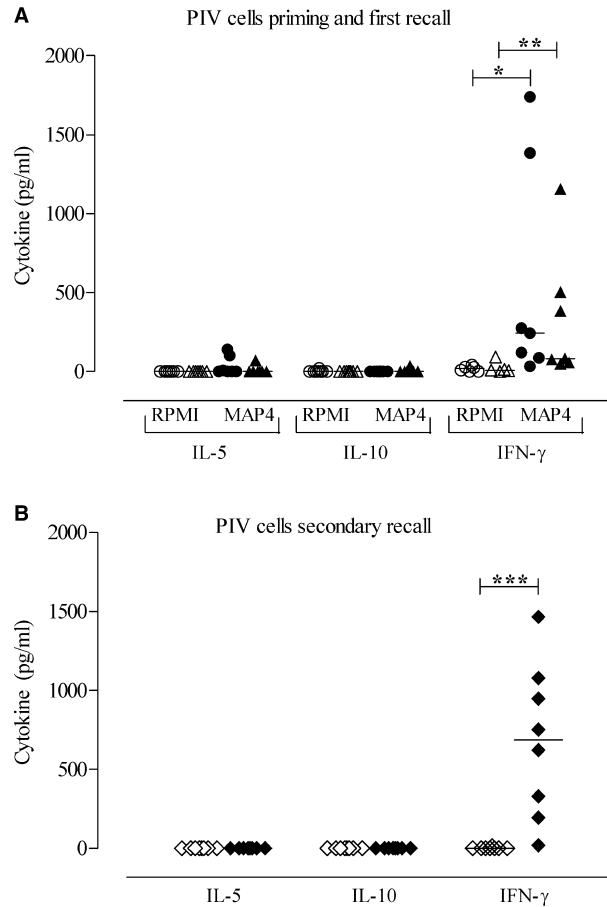 A
PIV cells priming and first recall
* **
2000
1500
1000
500
0
Cytokine (pg/ml)
RPMI MAP4 RPMI MAP4 RPMI MAP4
IL-5 IL-10 IFN-γ
B
PIV cells secondary recall
***
2000
1500
1000
500
0
Cytokine (pg/ml)
IL-5 IL-10 IFN-γ